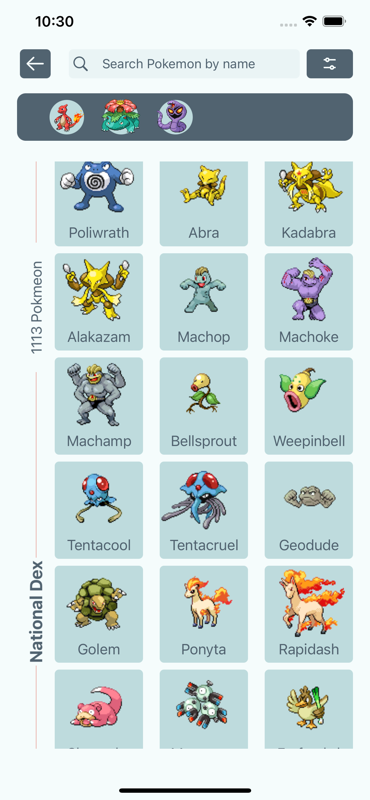 10:30
Search Pokemon by name
1113 Pokmeon
National Dex
Poliwrath
Abra
Kadabra
Alakazam
Machop
Machoke
Machamp
Bellsprout
Weepinbell
Tentacool
Tentacruel
Geodude
Golem
Ponyta
Rapidash